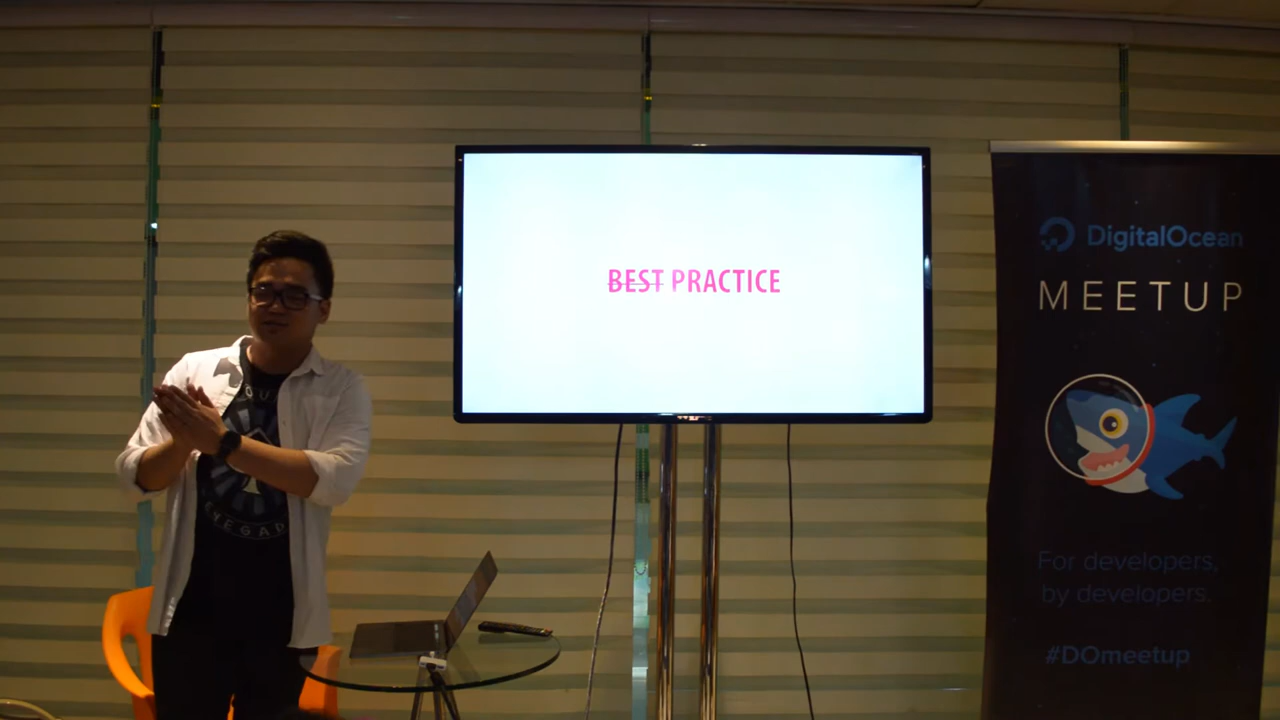 BEST PRACTICE
DigitalOcean
MEETUP
For developers,
by developers.
#DOmeetup